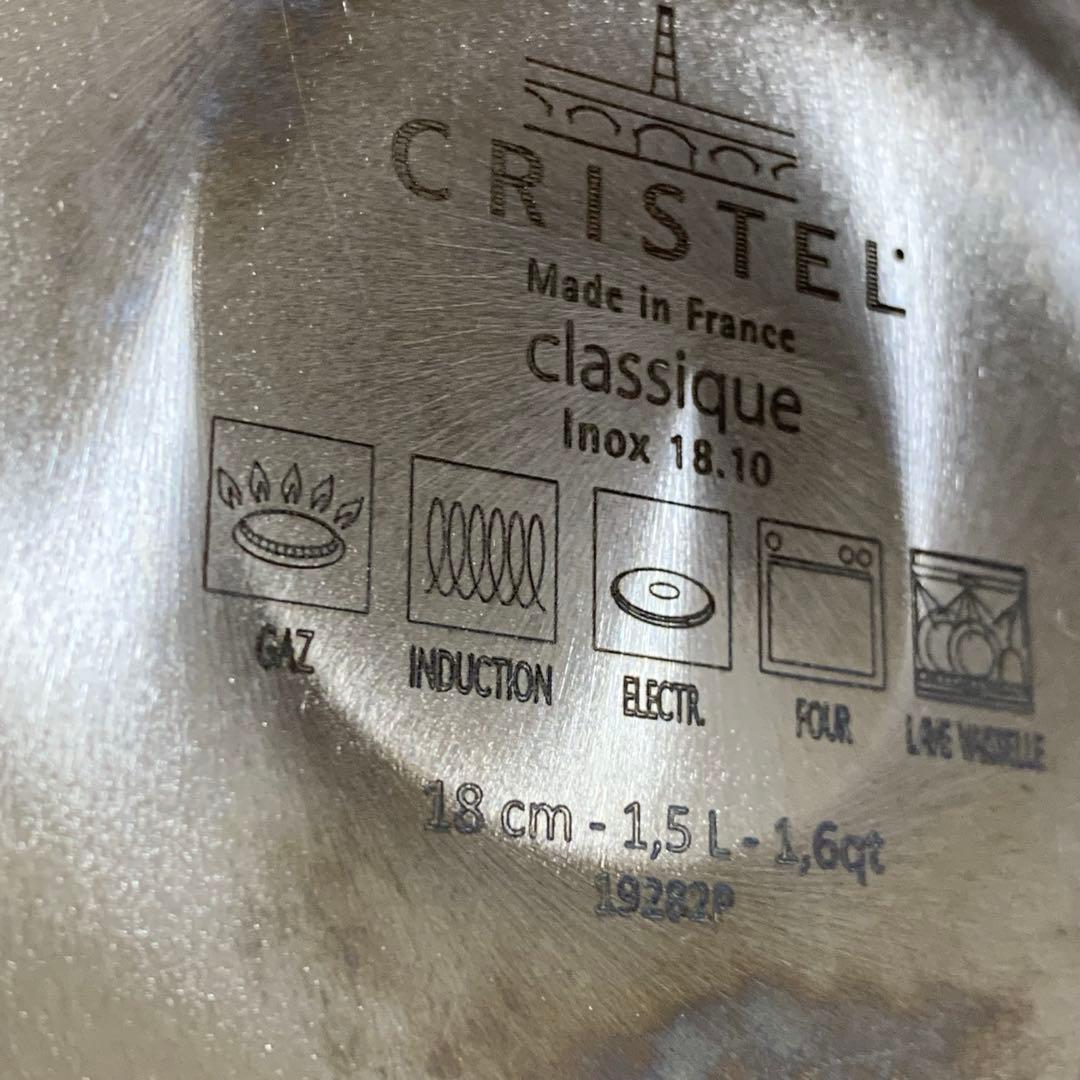 CRISTEL
Made in France
classique
Inox 18.10
GAZ INDUCTION ELECTR. FOUR LAVE VAISSELLE
18 cm - 1,5 L - 1,6qt
19282P